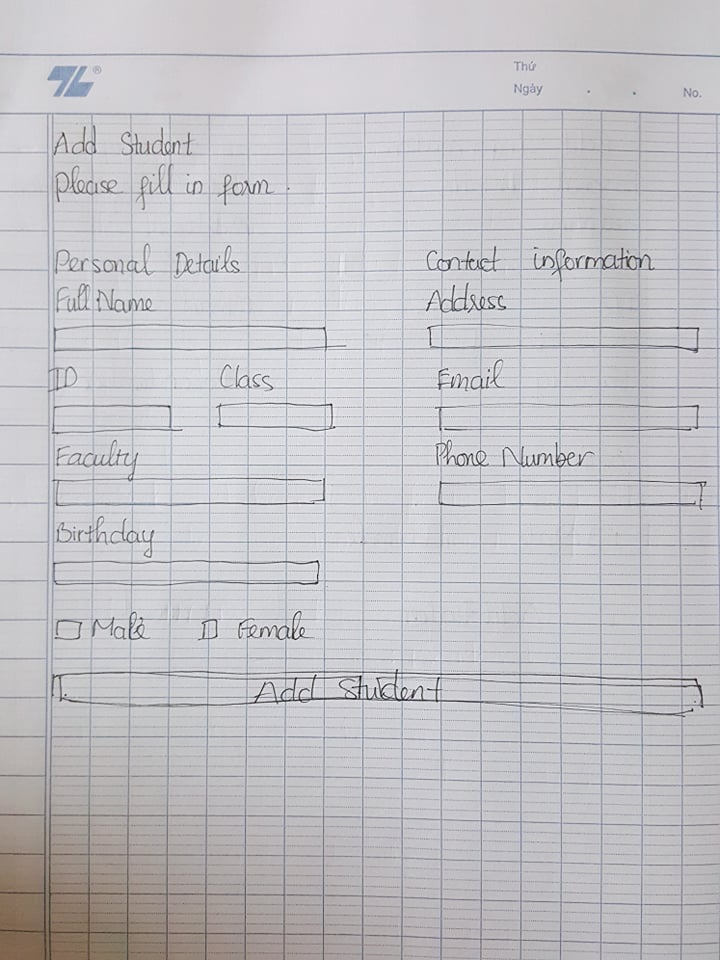 TL®
Thứ
Ngày . . No.
Add Student
Please fill in form.
Personal Details
Contact information
Full Name
Address
ID Class
Email
Faculty
Phone Number
Birthday
Male Female
Add Student